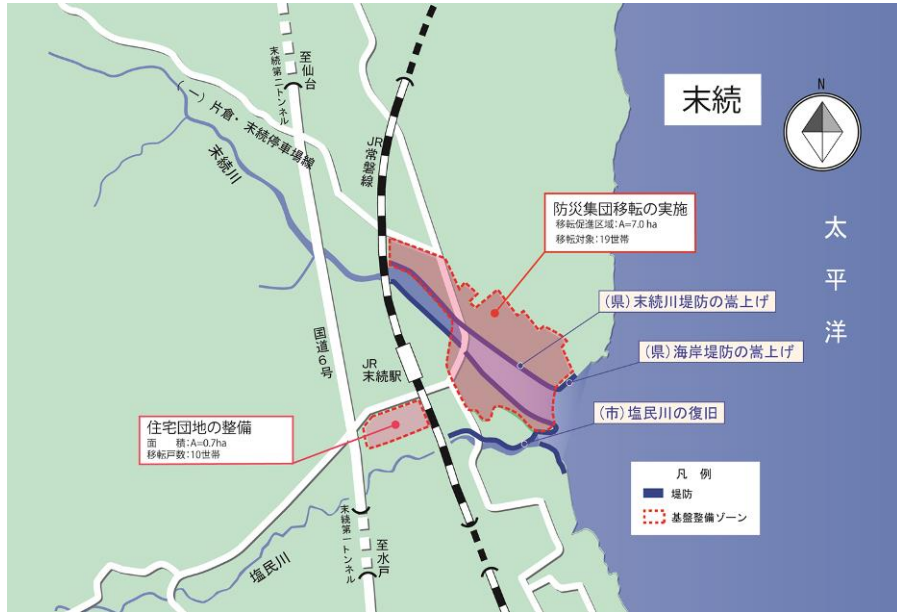 末続
N
太平洋
至仙台
末続第二トンネル
(一)片倉・末続停車場線
末続川
JR常磐線
防災集団移転の実施
移転促進区域:A=7.0 ha
移転対象:19世帯
(県)末続川堤防の嵩上げ
(県)海岸堤防の嵩上げ
国道6号
JR
末続駅
(市)塩民川の復旧
住宅団地の整備
面　積:A=0.7ha
移転戸数:10世帯
凡 例
堤防
基盤整備ゾーン
末続第一トンネル
至水戸
塩民川